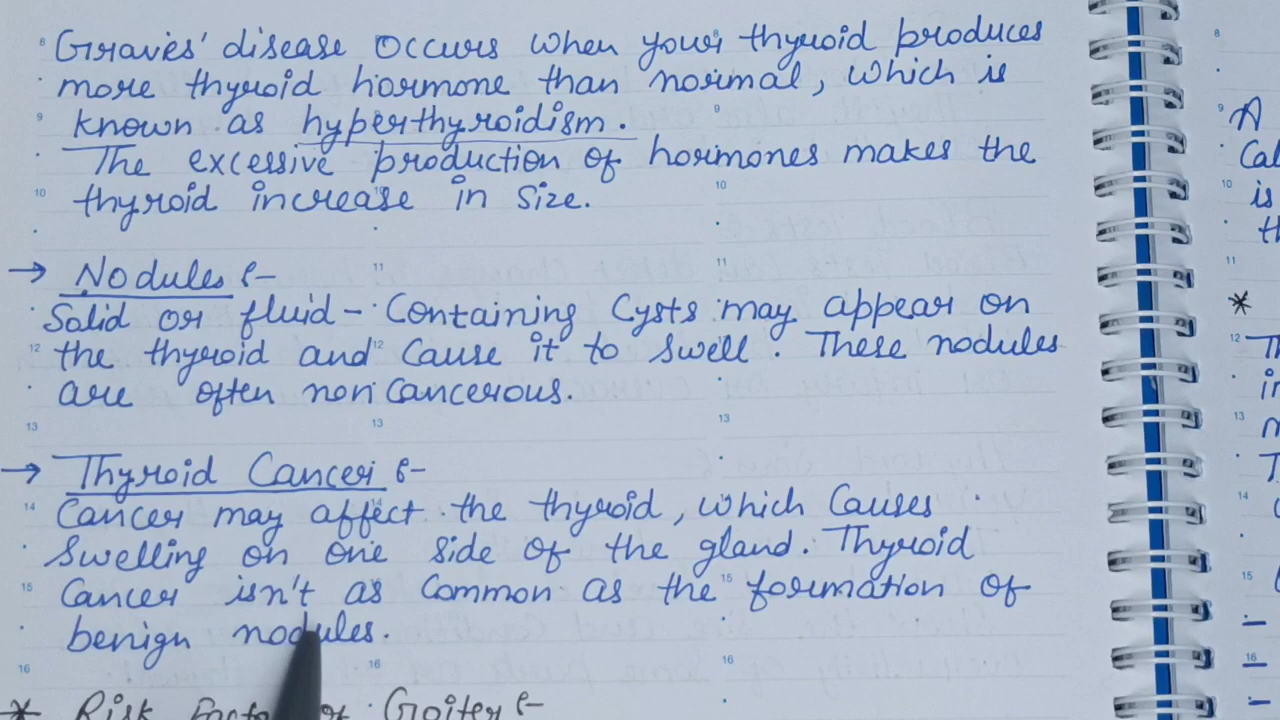 Graves' disease occurs when your thyroid produces
more thyroid hormone than normal, which is
known as hyperthyroidism.
The excessive production of hormones makes the
thyroid increase in size.
→ Nodules :-
Solid or fluid - Containing Cysts may appear on
the thyroid and Cause it to swell. These nodules
are often non cancerous.
→ Thyroid Cancer :-
Cancer may affect the thyroid, which Causes
swelling on one side of the gland. Thyroid
Cancer isn't as Common as the formation of
benign nodules.
* Risk Goiter :-